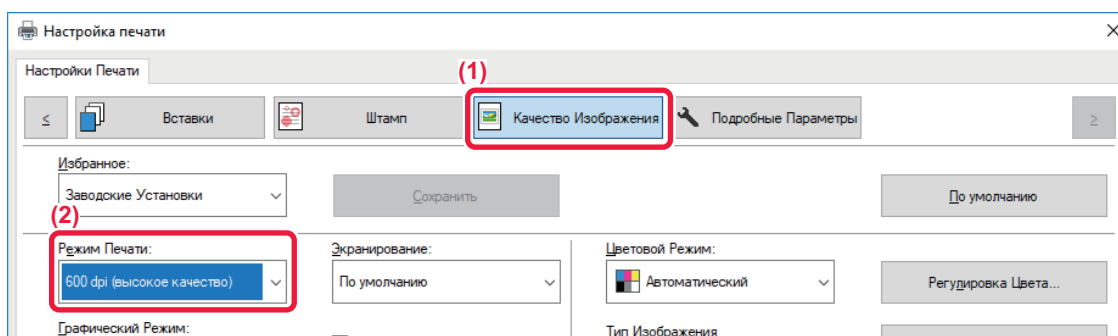 Настройка печати
Настройки Печати
(1)
< Вставки Штамп Качество Изображения Подробные Параметры >
Избранное:
Заводские Установки Сохранить По умолчанию
(2)
Режим Печати: Экранирование: Цветовой Режим:
600 dpi (высокое качество) По умолчанию Автоматический Регулировка Цвета...
Графический Режим: Тип Изображения